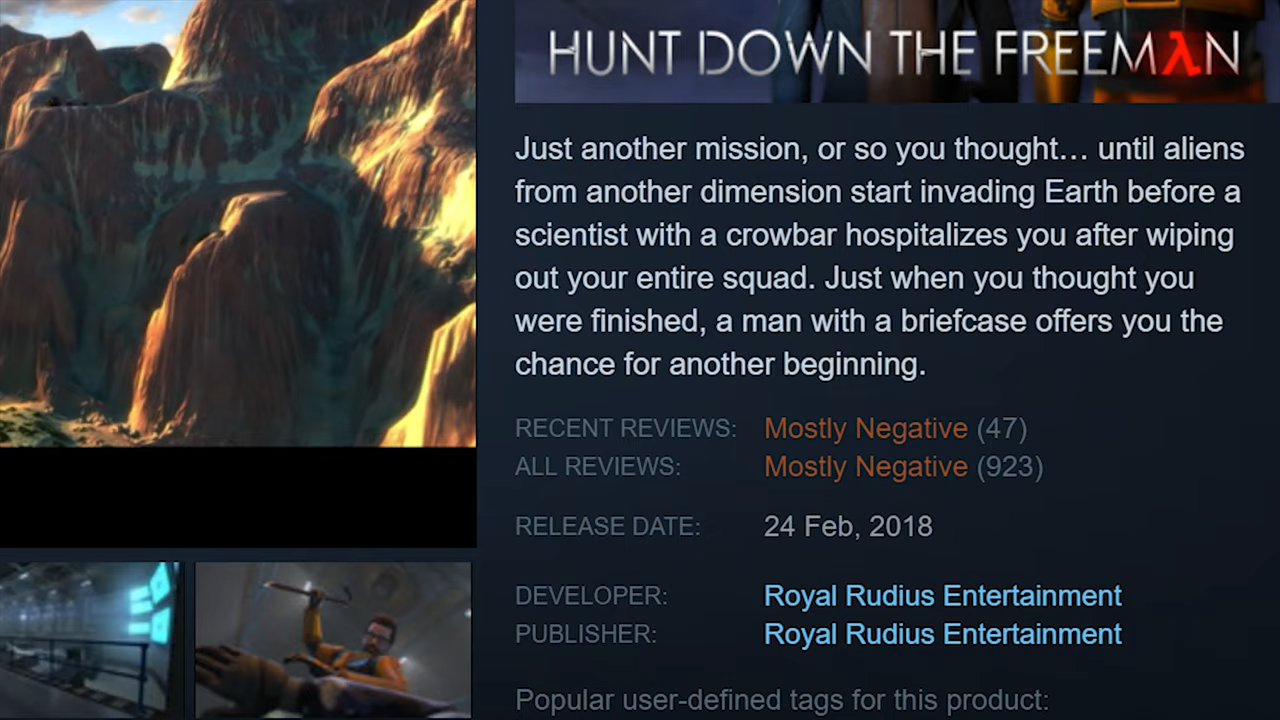 HUNT DOWN THE FREEMλN
Just another mission, or so you thought… until aliens
from another dimension start invading Earth before a
scientist with a crowbar hospitalizes you after wiping
out your entire squad. Just when you thought you
were finished, a man with a briefcase offers you the
chance for another beginning.
RECENT REVIEWS: Mostly Negative (47)
ALL REVIEWS: Mostly Negative (923)
RELEASE DATE: 24 Feb, 2018
DEVELOPER: Royal Rudius Entertainment
PUBLISHER: Royal Rudius Entertainment
Popular user-defined tags for this product: